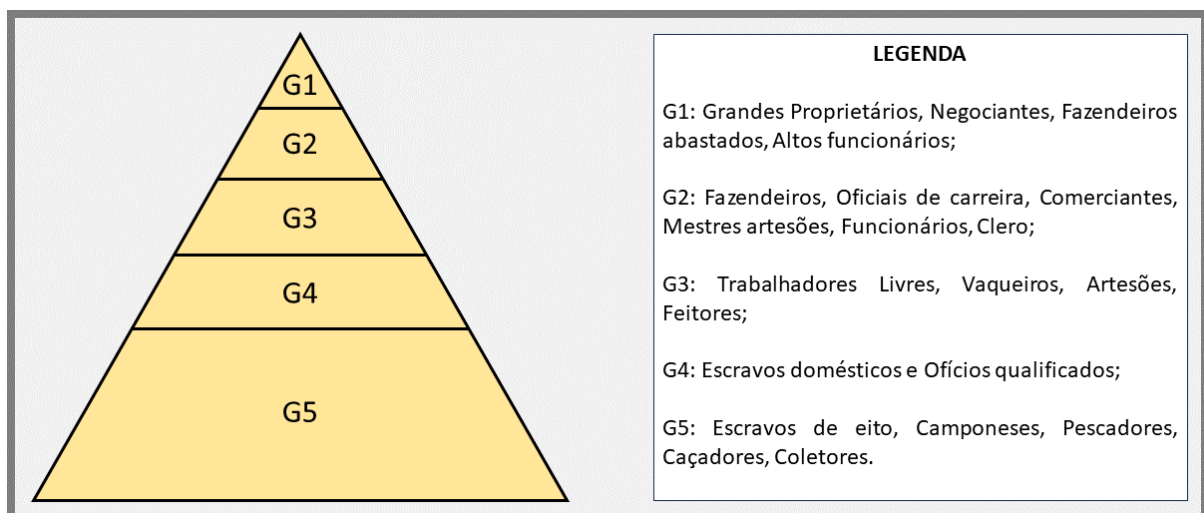 G1
G2
G3
G4
G5
LEGENDA
G1: Grandes Proprietários, Negociantes, Fazendeiros
abastados, Altos funcionários;
G2: Fazendeiros, Oficiais de carreira, Comerciantes,
Mestres artesões, Funcionários, Clero;
G3: Trabalhadores Livres, Vaqueiros, Artesões,
Feitores;
G4: Escravos domésticos e Ofícios qualificados;
G5: Escravos de eito, Camponeses, Pescadores,
Caçadores, Coletores.